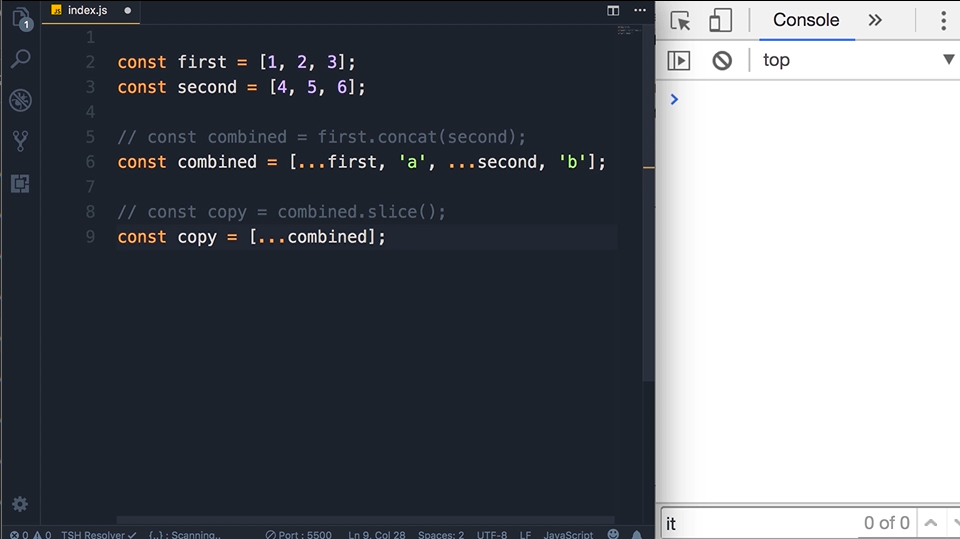 index.js
1
1
2 const first = [1, 2, 3];
3 const second = [4, 5, 6];
4
5 // const combined = first.concat(second);
6 const combined = [...first, 'a', ...second, 'b'];
7
8 // const copy = combined.slice();
9 const copy = [...combined];
0 0 TSH Resolver {..} : Scanning.. Port : 5500 Ln 9, Col 28 Spaces: 2 UTF-8 LF JavaScript
Console
top
it 0 of 0